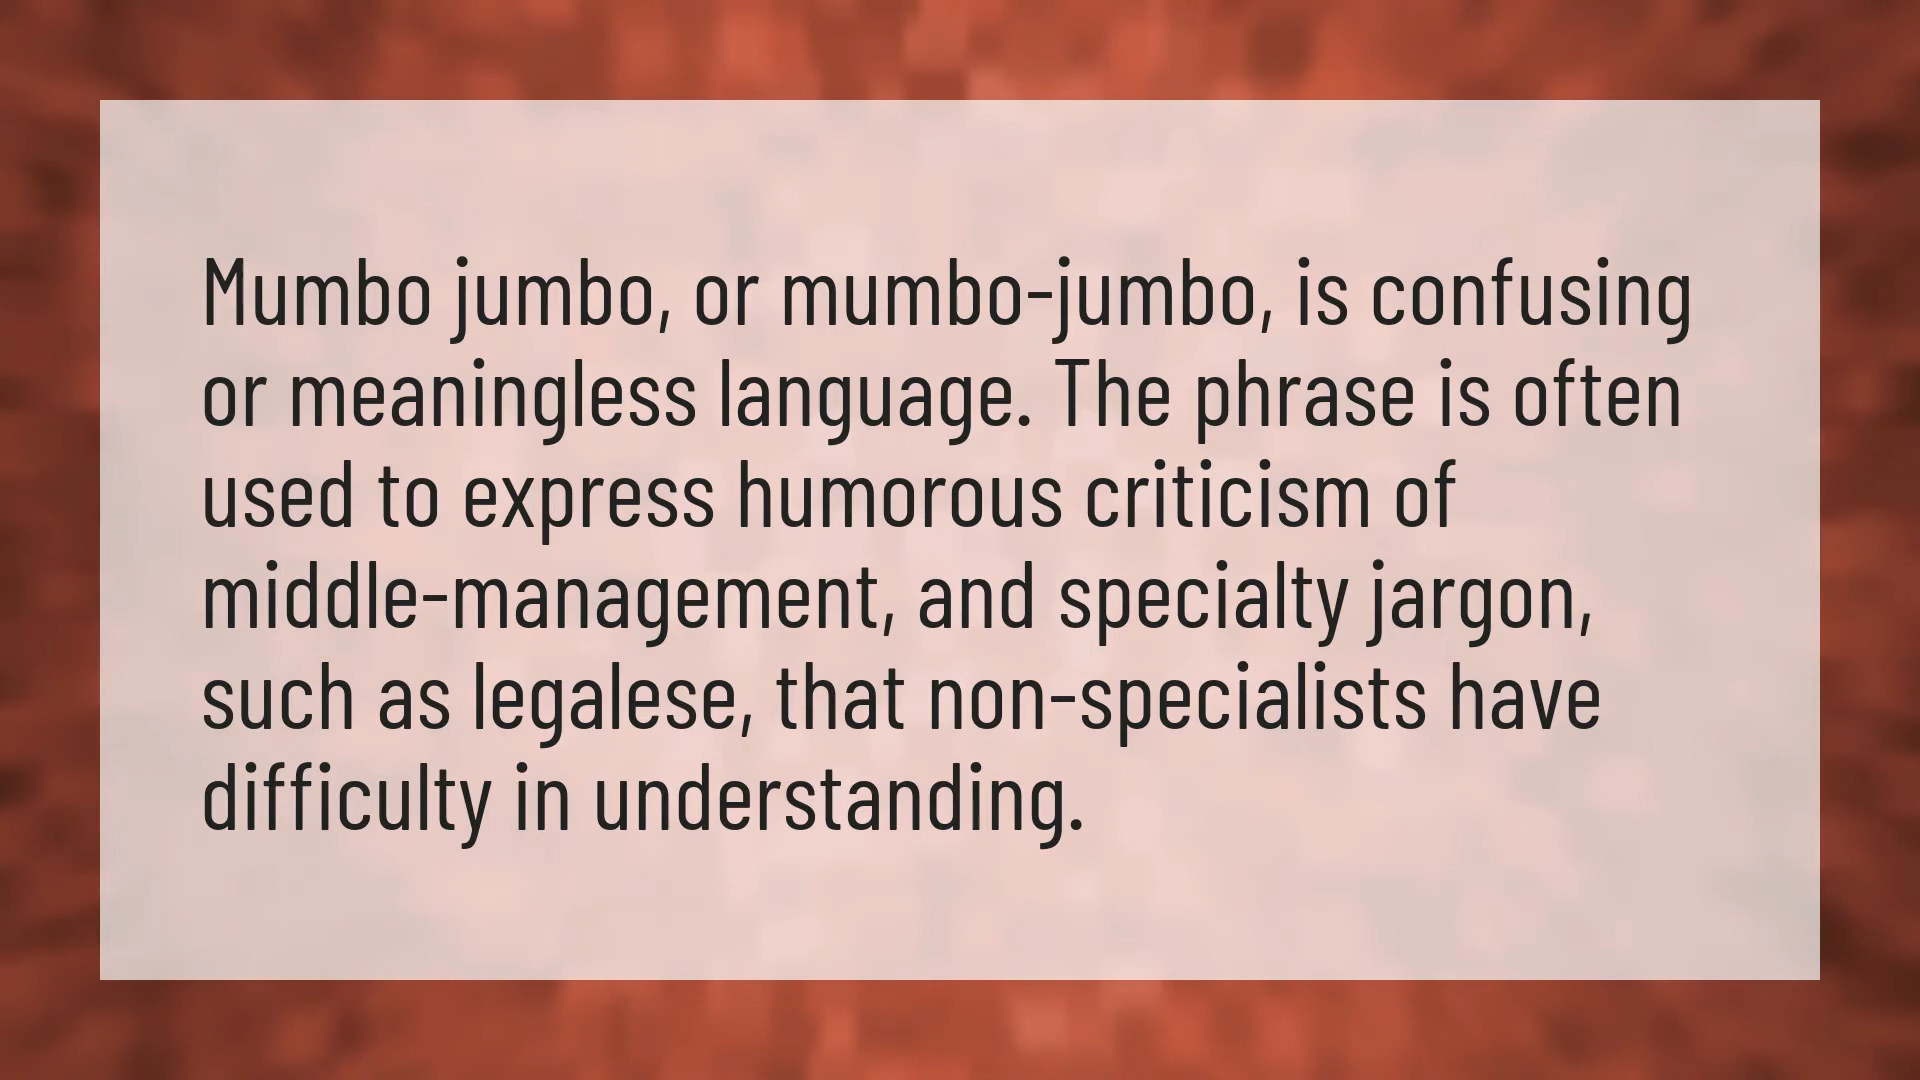 Mumbo jumbo, or mumbo-jumbo, is confusing
or meaningless language. The phrase is often
used to express humorous criticism of
middle-management, and specialty jargon,
such as legalese, that non-specialists have
difficulty in understanding.